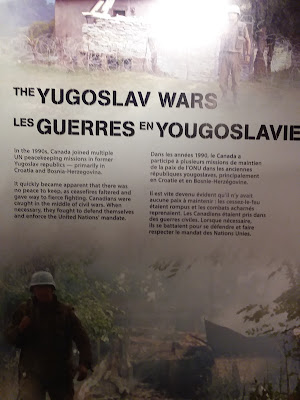 THE YUGOSLAV WARS
LES GUERRES EN YOUGOSLAVIE
In the 1990s, Canada joined multiple
UN peacekeeping missions in former
Yugoslav republics — primarily in
Croatia and Bosnia-Herzegovina.
It quickly became apparent that there was
no peace to keep, as ceasefires faltered and
gave way to fierce fighting. Canadians were
caught in the middle of civil wars. When
necessary, they fought to defend themselves
and enforce the United Nations' mandate.
Dans les années 1990, le Canada a
participé à plusieurs missions de maintien
de la paix de l'ONU dans les anciennes
républiques yougoslaves, principalement
en Croatie et en Bosnie-Herzégovine.
Il est vite devenu évident qu'il n'y avait
aucune paix à maintenir : les cessez-le-feu
étaient rompus et les combats acharnés
reprenaient. Les Canadiens étaient pris dans
des guerres civiles. Lorsque nécessaire,
ils se battaient pour se défendre et faire
respecter le mandat des Nations Unies.